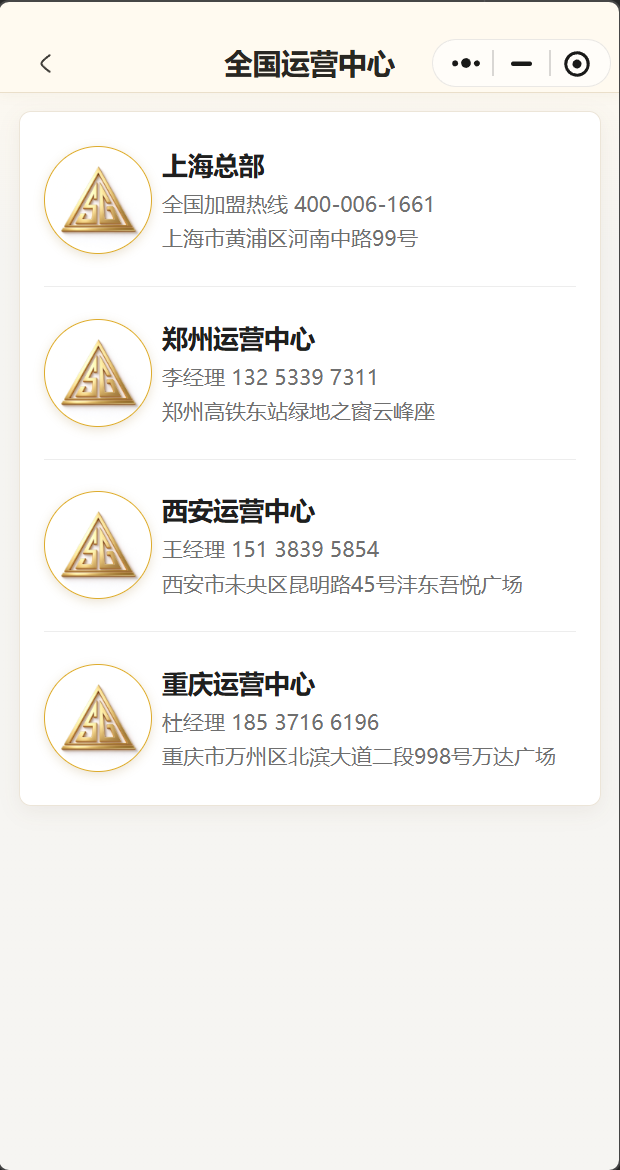 全国运营中心
上海总部
全国加盟热线 400-006-1661
上海市黄浦区河南中路99号
郑州运营中心
李经理 132 5339 7311
郑州高铁东站绿地之窗云峰座
西安运营中心
王经理 151 3839 5854
西安市未央区昆明路45号沣东吾悦广场
重庆运营中心
杜经理 185 3716 6196
重庆市万州区北滨大道二段998号万达广场